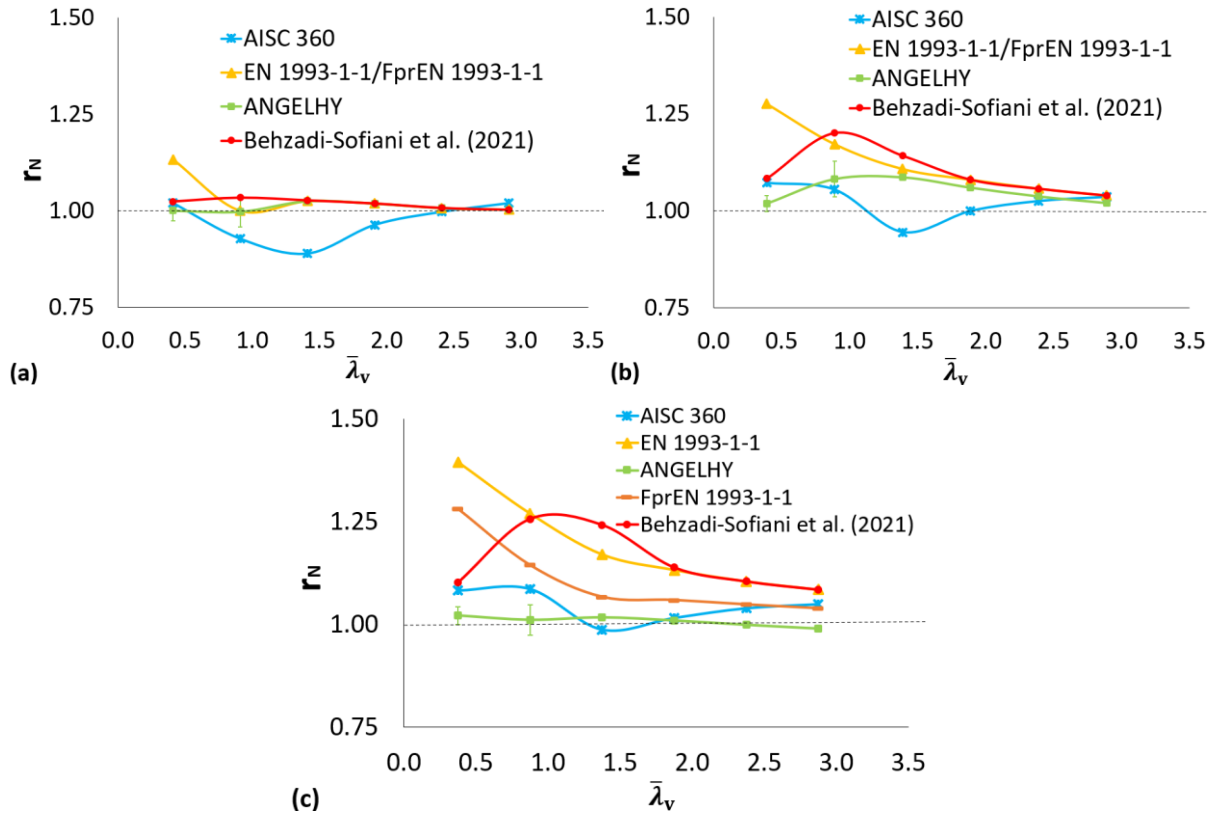 1.50
1.25
1.00
0.75
rN
AISC 360
EN 1993-1-1/FprEN 1993-1-1
ANGELHY
Behzadi-Sofiani et al. (2021)
0.0 0.5 1.0 1.5 2.0 2.5 3.0 3.5
λ̄v
(a)
1.50
1.25
1.00
0.75
rN
AISC 360
EN 1993-1-1/FprEN 1993-1-1
ANGELHY
Behzadi-Sofiani et al. (2021)
0.0 0.5 1.0 1.5 2.0 2.5 3.0 3.5
λ̄v
(b)
1.50
1.25
1.00
0.75
rN
AISC 360
EN 1993-1-1
ANGELHY
FprEN 1993-1-1
Behzadi-Sofiani et al. (2021)
0.0 0.5 1.0 1.5 2.0 2.5 3.0 3.5
λ̄v
(c)